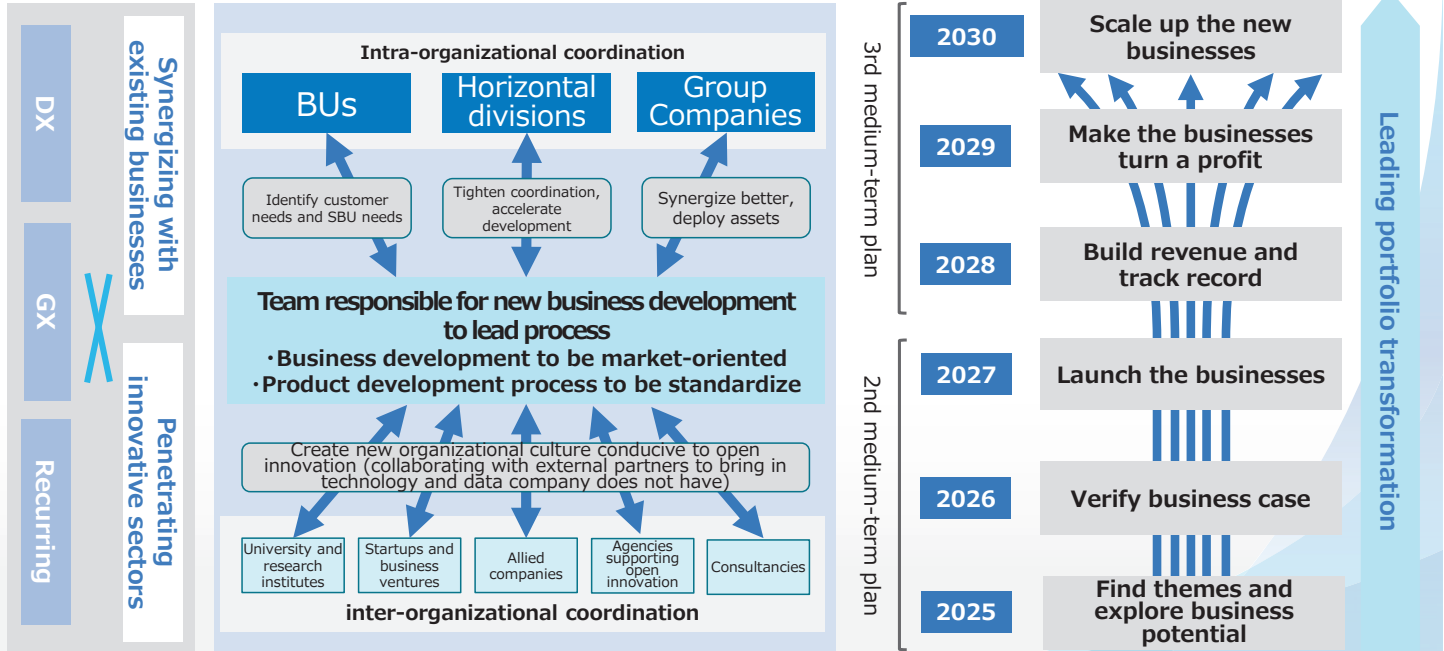 DX
GX
Recurring
Synergizing with
existing businesses
Penetrating
innovative sectors
Intra-organizational coordination
BUs
Horizontal
divisions
Group
Companies
Identify customer
needs and SBU needs
Tighten coordination,
accelerate
development
Synergize better,
deploy assets
Team responsible for new business development
to lead process
・Business development to be market-oriented
・Product development process to be standardize
Create new organizational culture conducive to open
innovation (collaborating with external partners to bring in
technology and data company does not have)
University and
research
institutes
Startups and
business
ventures
Allied
companies
Agencies
supporting
open
innovation
Consultancies
inter-organizational coordination
3rd medium-term plan
2030
Scale up the new
businesses
2029
Make the businesses
turn a profit
2028
Build revenue and
track record
2nd medium-term plan
2027
Launch the businesses
2026
Verify business case
2025
Find themes and
explore business
potential
Leading portfolio transformation